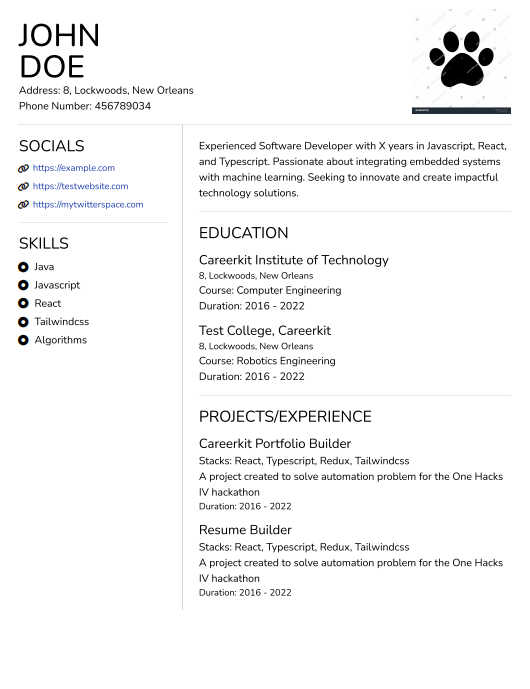 JOHN
DOE
Address: 8, Lockwoods, New Orleans
Phone Number: 456789034
SOCIALS
https://example.com
https://testwebsite.com
https://mytwitterspace.com
SKILLS
Java
Javascript
React
Tailwindcss
Algorithms
Experienced Software Developer with X years in Javascript, React,
and Typescript. Passionate about integrating embedded systems
with machine learning. Seeking to innovate and create impactful
technology solutions.
EDUCATION
Careerkit Institute of Technology
8, Lockwoods, New Orleans
Course: Computer Engineering
Duration: 2016 - 2022
Test College, Careerkit
8, Lockwoods, New Orleans
Course: Robotics Engineering
Duration: 2016 - 2022
PROJECTS/EXPERIENCE
Careerkit Portfolio Builder
Stacks: React, Typescript, Redux, Tailwindcss
A project created to solve automation problem for the One Hacks
IV hackathon
Duration: 2016 - 2022
Resume Builder
Stacks: React, Typescript, Redux, Tailwindcss
A project created to solve automation problem for the One Hacks
IV hackathon
Duration: 2016 - 2022